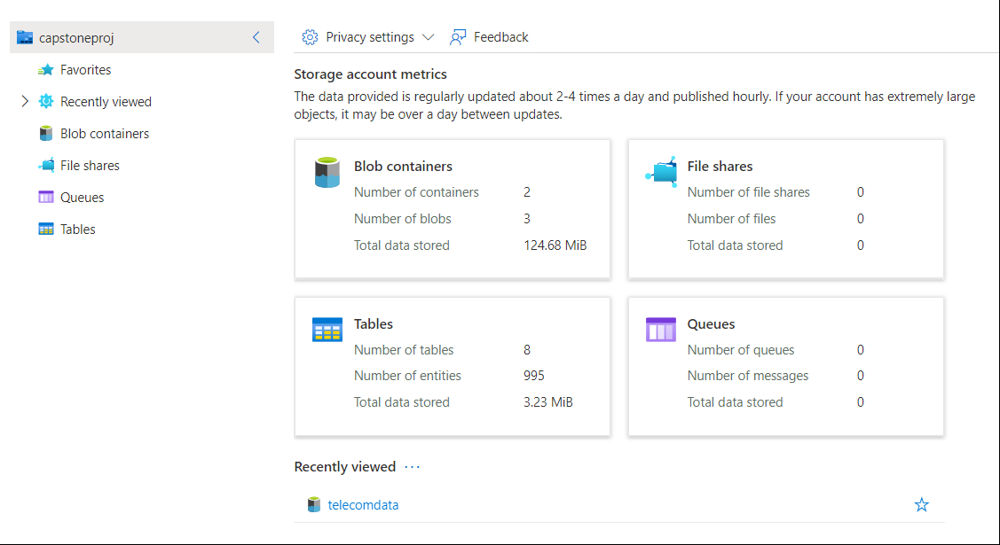 capstoneproj
Favorites
Recently viewed
Blob containers
File shares
Queues
Tables
Privacy settings
Feedback
Storage account metrics
The data provided is regularly updated about 2-4 times a day and published hourly. If your account has extremely large
objects, it may be over a day between updates.
Blob containers
Number of containers 2
Number of blobs 3
Total data stored 124.68 MiB
File shares
Number of file shares 0
Number of files 0
Total data stored 0
Tables
Number of tables 8
Number of entities 995
Total data stored 3.23 MiB
Queues
Number of queues 0
Number of messages 0
Total data stored 0
Recently viewed ...
telecomdata